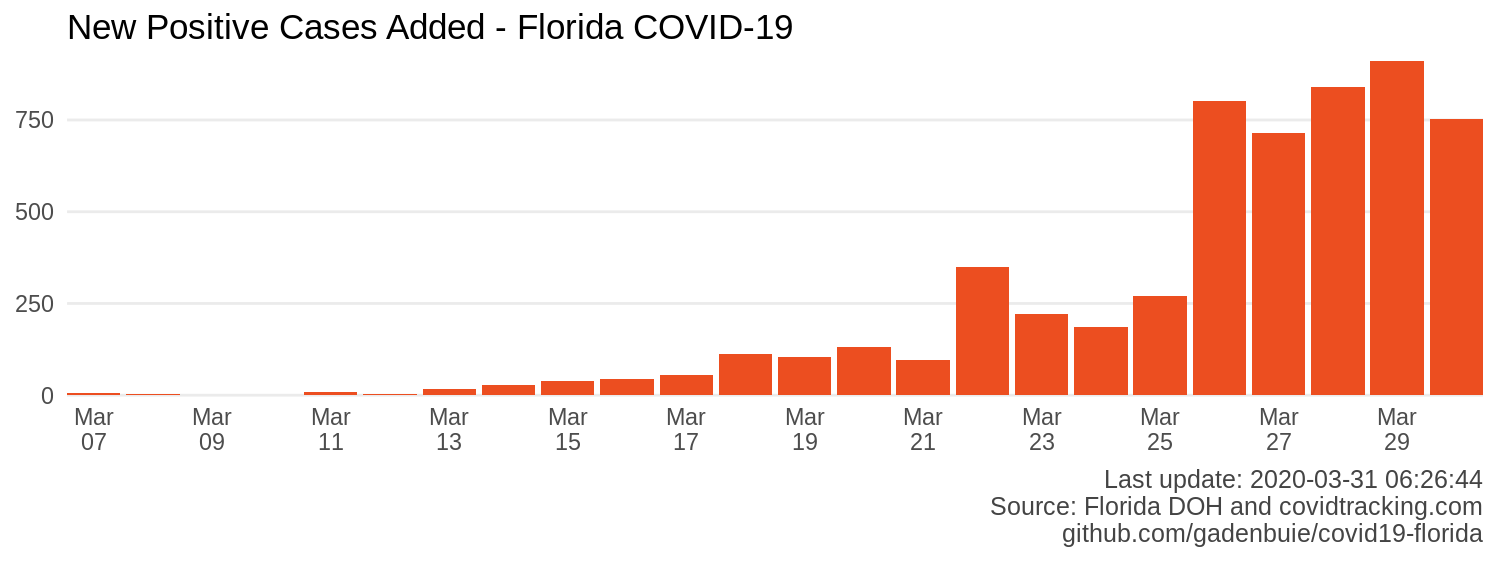 New Positive Cases Added - Florida COVID-19
750
500
250
0
Mar Mar Mar Mar Mar Mar Mar Mar Mar Mar Mar Mar
07 09 11 13 15 17 19 21 23 25 27 29
Last update: 2020-03-31 06:26:44
Source: Florida DOH and covidtracking.com
github.com/gadenbuie/covid19-florida